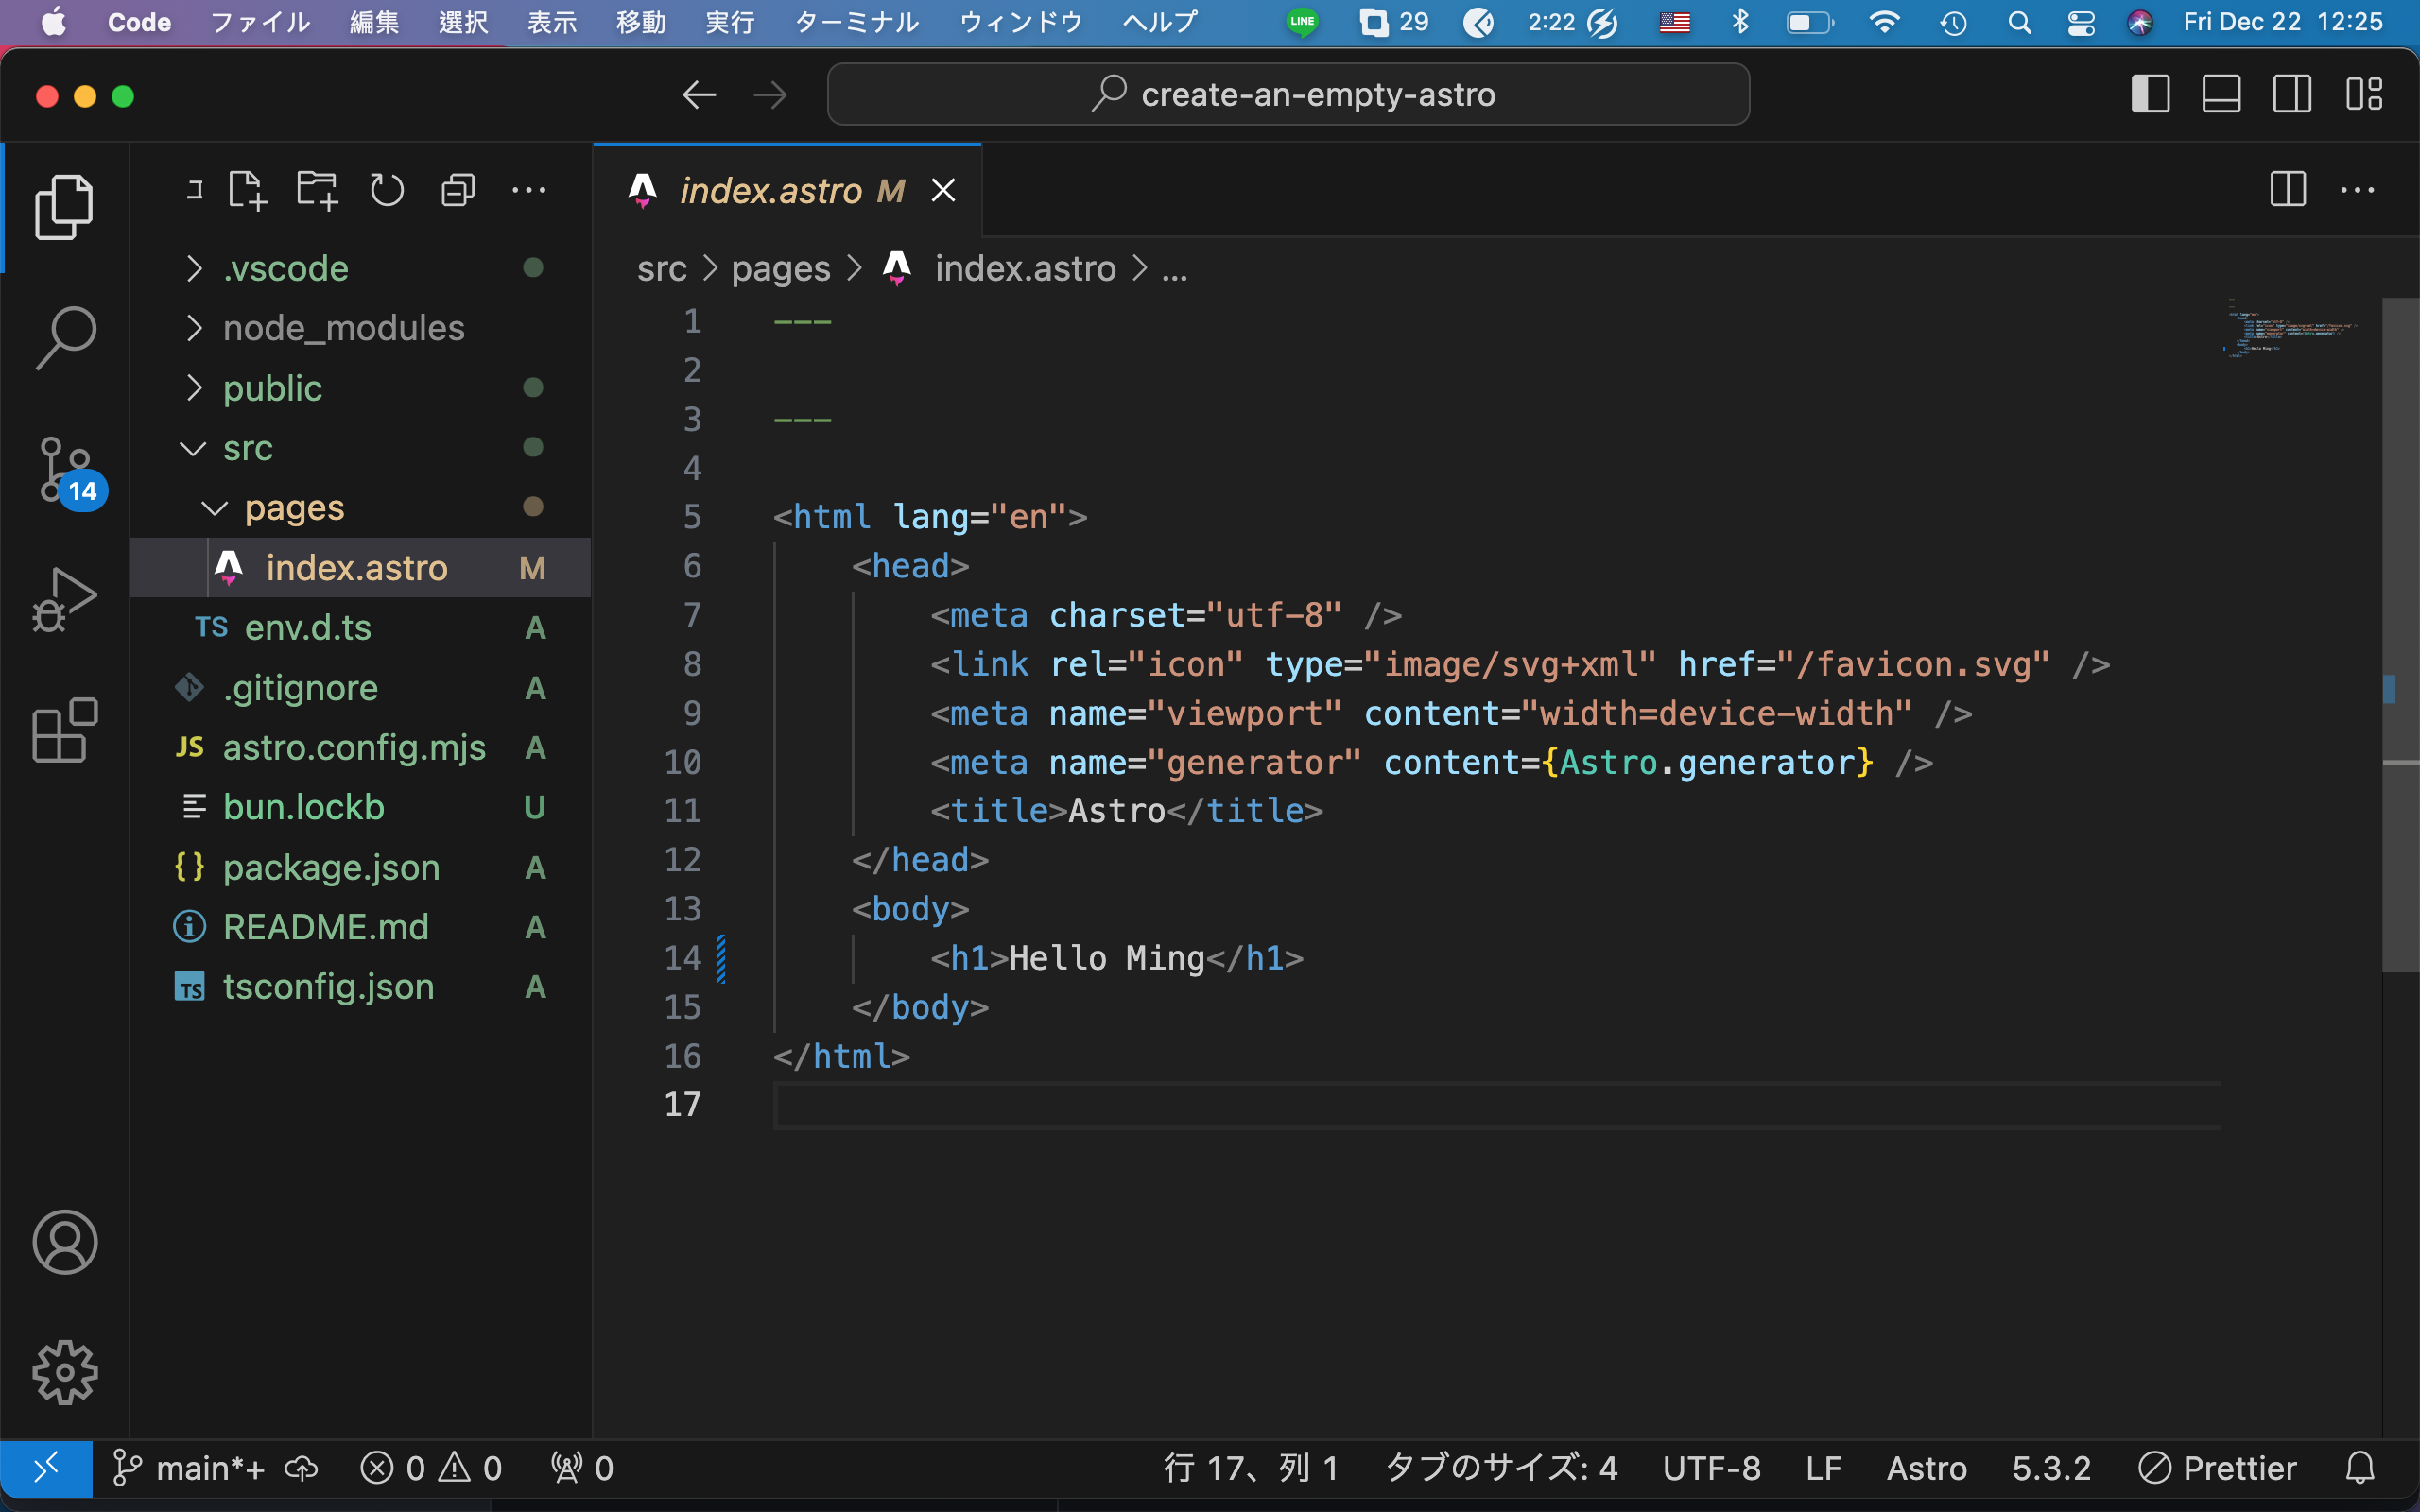 Code ファイル 編集 選択 表示 移動 実行 ターミナル ウィンドウ ヘルプ LINE 29 2:22 Fri Dec 22 12:25
create-an-empty-astro
index.astro M
.vscode
node_modules
public
src
pages
index.astro M
TS env.d.ts A
.gitignore A
JS astro.config.mjs A
bun.lockb U
{} package.json A
README.md A
TS tsconfig.json A
14
src > pages > index.astro > ...
1 ---
2
3 ---
4
5 <html lang="en">
6 <head>
7 <meta charset="utf-8" />
8 <link rel="icon" type="image/svg+xml" href="/favicon.svg" />
9 <meta name="viewport" content="width=device-width" />
10 <meta name="generator" content={Astro.generator} />
11 <title>Astro</title>
12 </head>
13 <body>
14 <h1>Hello Ming</h1>
15 </body>
16 </html>
17
main*+ 0 0 0 行 17、列 1 タブのサイズ: 4 UTF-8 LF Astro 5.3.2 Prettier